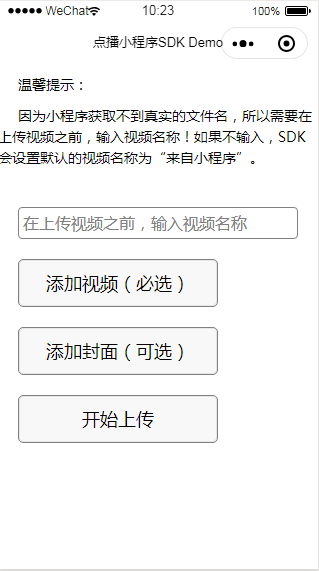 WeChat 10:23 100%
点播小程序SDK Demo
温馨提示：
因为小程序获取不到真实的文件名，所以需要在
上传视频之前，输入视频名称！如果不输入，SDK
会设置默认的视频名称为“来自小程序”。
在上传视频之前，输入视频名称
添加视频（必选）
添加封面（可选）
开始上传